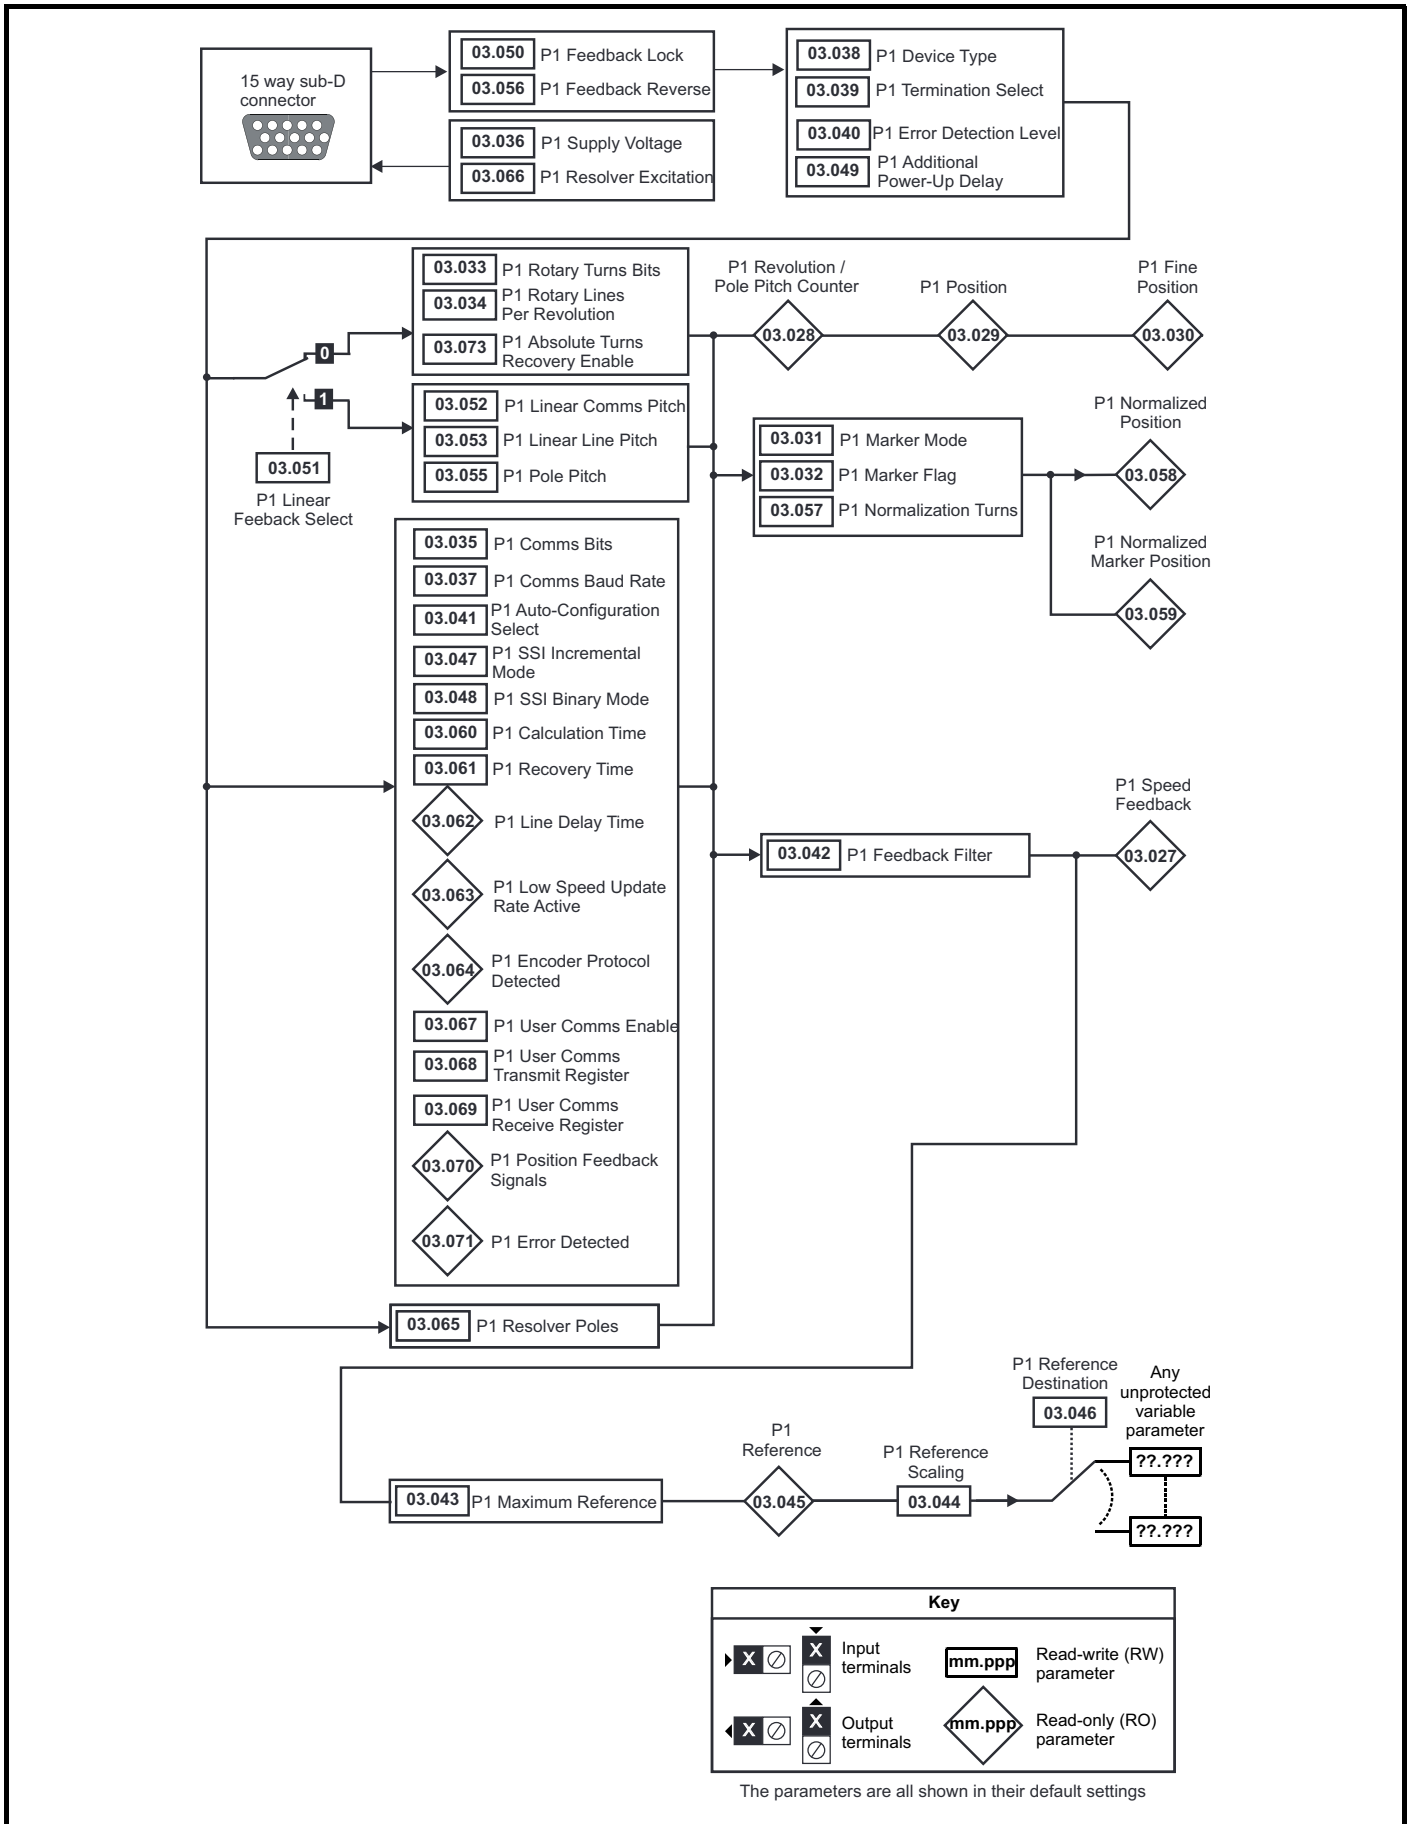 15 way sub-D
connector
03.050 P1 Feedback Lock
03.056 P1 Feedback Reverse
03.036 P1 Supply Voltage
03.066 P1 Resolver Excitation
03.038 P1 Device Type
03.039 P1 Termination Select
03.040 P1 Error Detection Level
03.049 P1 Additional
Power-Up Delay
03.033 P1 Rotary Turns Bits
03.034 P1 Rotary Lines
Per Revolution
03.073 P1 Absolute Turns
Recovery Enable
0
1
03.051
P1 Linear
Feeback Select
03.052 P1 Linear Comms Pitch
03.053 P1 Linear Line Pitch
03.055 P1 Pole Pitch
P1 Revolution /
Pole Pitch Counter
03.028
P1 Position
03.029
P1 Fine
Position
03.030
03.031 P1 Marker Mode
03.032 P1 Marker Flag
03.057 P1 Normalization Turns
P1 Normalized
Position
03.058
P1 Normalized
Marker Position
03.059
03.035 P1 Comms Bits
03.037 P1 Comms Baud Rate
03.041 P1 Auto-Configuration
Select
03.047 P1 SSI Incremental
Mode
03.048 P1 SSI Binary Mode
03.060 P1 Calculation Time
03.061 P1 Recovery Time
03.062 P1 Line Delay Time
03.063 P1 Low Speed Update
Rate Active
03.064 P1 Encoder Protocol
Detected
03.067 P1 User Comms Enable
03.068 P1 User Comms
Transmit Register
03.069 P1 User Comms
Receive Register
03.070 P1 Position Feedback
Signals
03.071 P1 Error Detected
03.065 P1 Resolver Poles
03.042 P1 Feedback Filter
P1 Speed
Feedback
03.027
03.043 P1 Maximum Reference
P1
Reference
03.045
P1 Reference
Scaling
03.044
P1 Reference
Destination
03.046
Any
unprotected
variable
parameter
??.???
??.???
Key
X X Input
terminals
mm.ppp Read-write (RW)
parameter
X X Output
terminals
mm.ppp Read-only (RO)
parameter
The parameters are all shown in their default settings